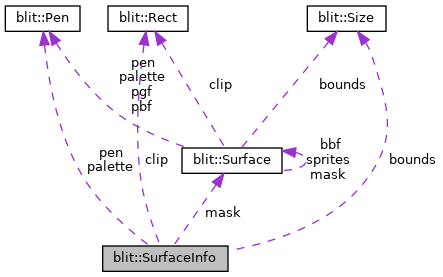 blit::Pen
blit::Rect
blit::Size
pen
palette
pgf
pbf
clip
bounds
bbf
sprites
mask
blit::Surface
pen
palette
clip
bounds
mask
blit::SurfaceInfo